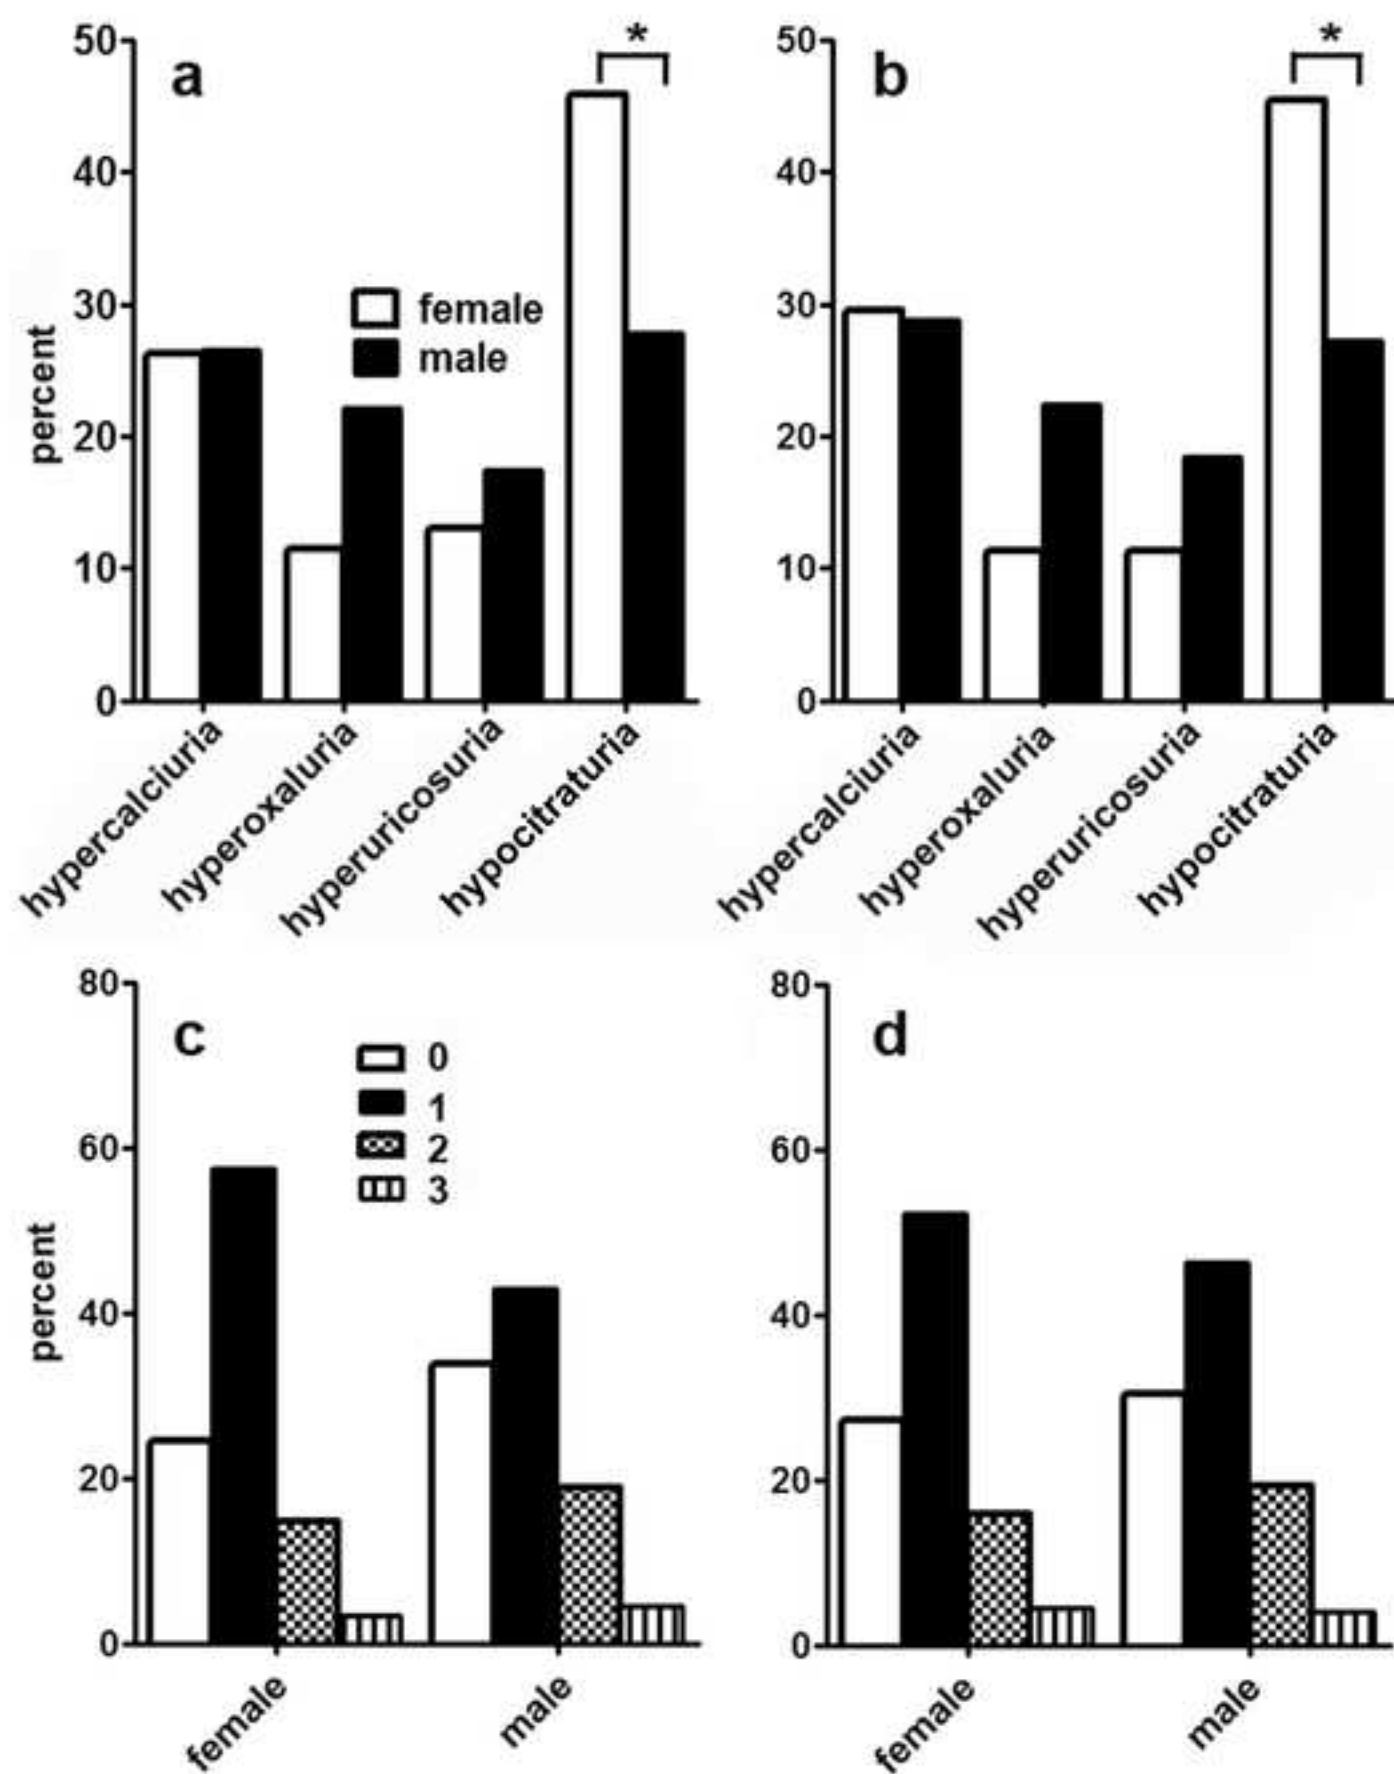 50
*
a
40
30
female
male
percent
20
10
0
hypercalciuria
hyperoxaluria
hyperuricosuria
hypocitraturia
50
*
b
40
30
20
10
0
hypercalciuria
hyperoxaluria
hyperuricosuria
hypocitraturia
80
c
0
1
2
3
60
percent
40
20
0
female
male
80
d
60
40
20
0
female
male